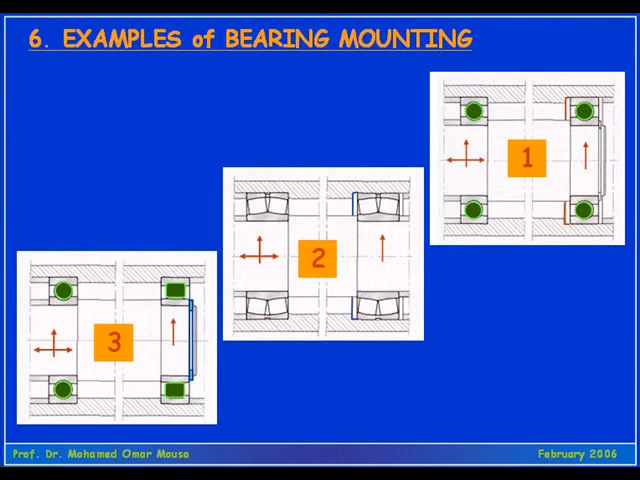 6. EXAMPLES of BEARING MOUNTING
1
2
3
Prof. Dr. Mohamed Omar Mousa
February 2006